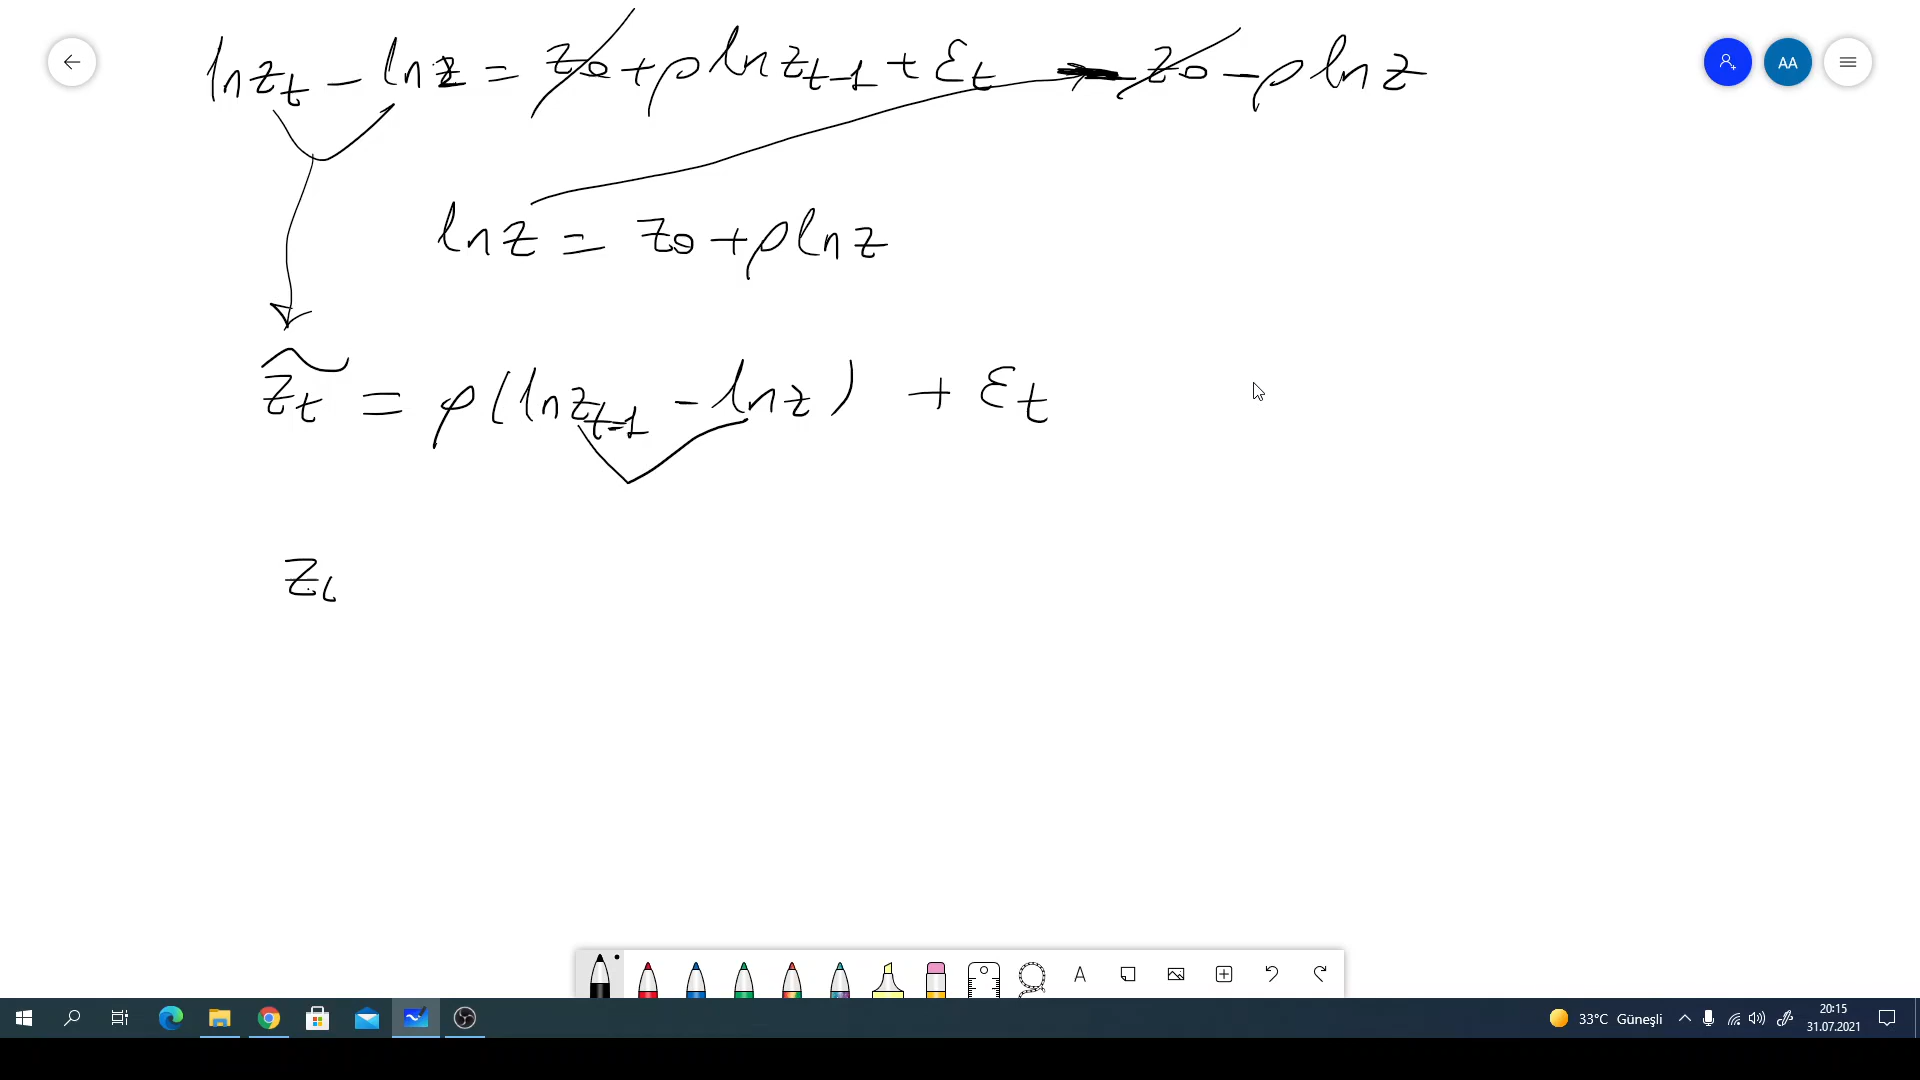 AA
ln z_t − ln z = z_0 + ρ ln z_{t−1} + ε_t − z_0 − ρ ln z
ln z = z_0 + ρ ln z
z̃_t = ρ(ln z_{t−1} − ln z) + ε_t
z_t
A
33°C Güneşli
20:15
31.07.2021